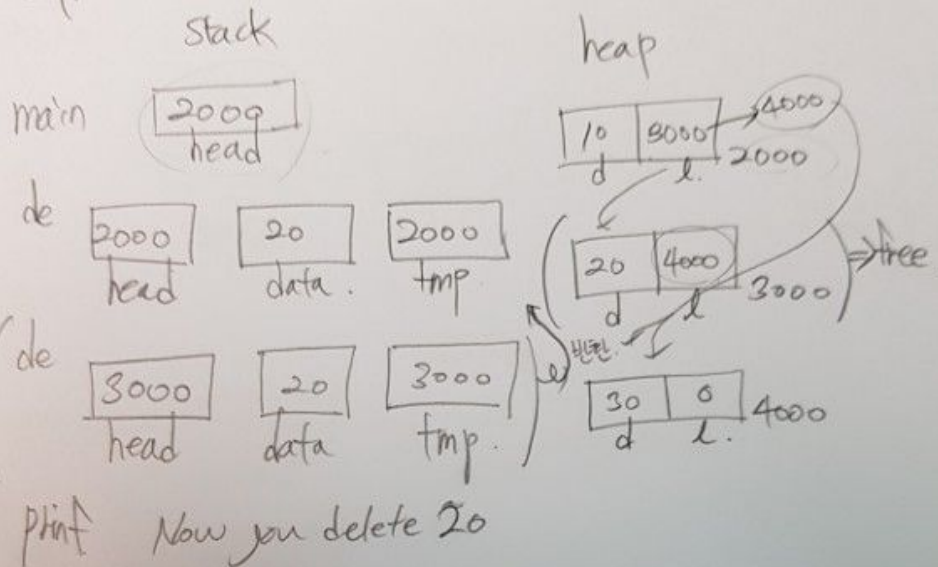 stack
heap
main 2000
head
10 3000 → 4000
d l. 2000
de 2000 20 2000
head data. tmp
20 4000 3000
d l
⇒ free
de 3000 20 3000
head data tmp.
반환.
30 0 4000
d l.
print Now you delete 20